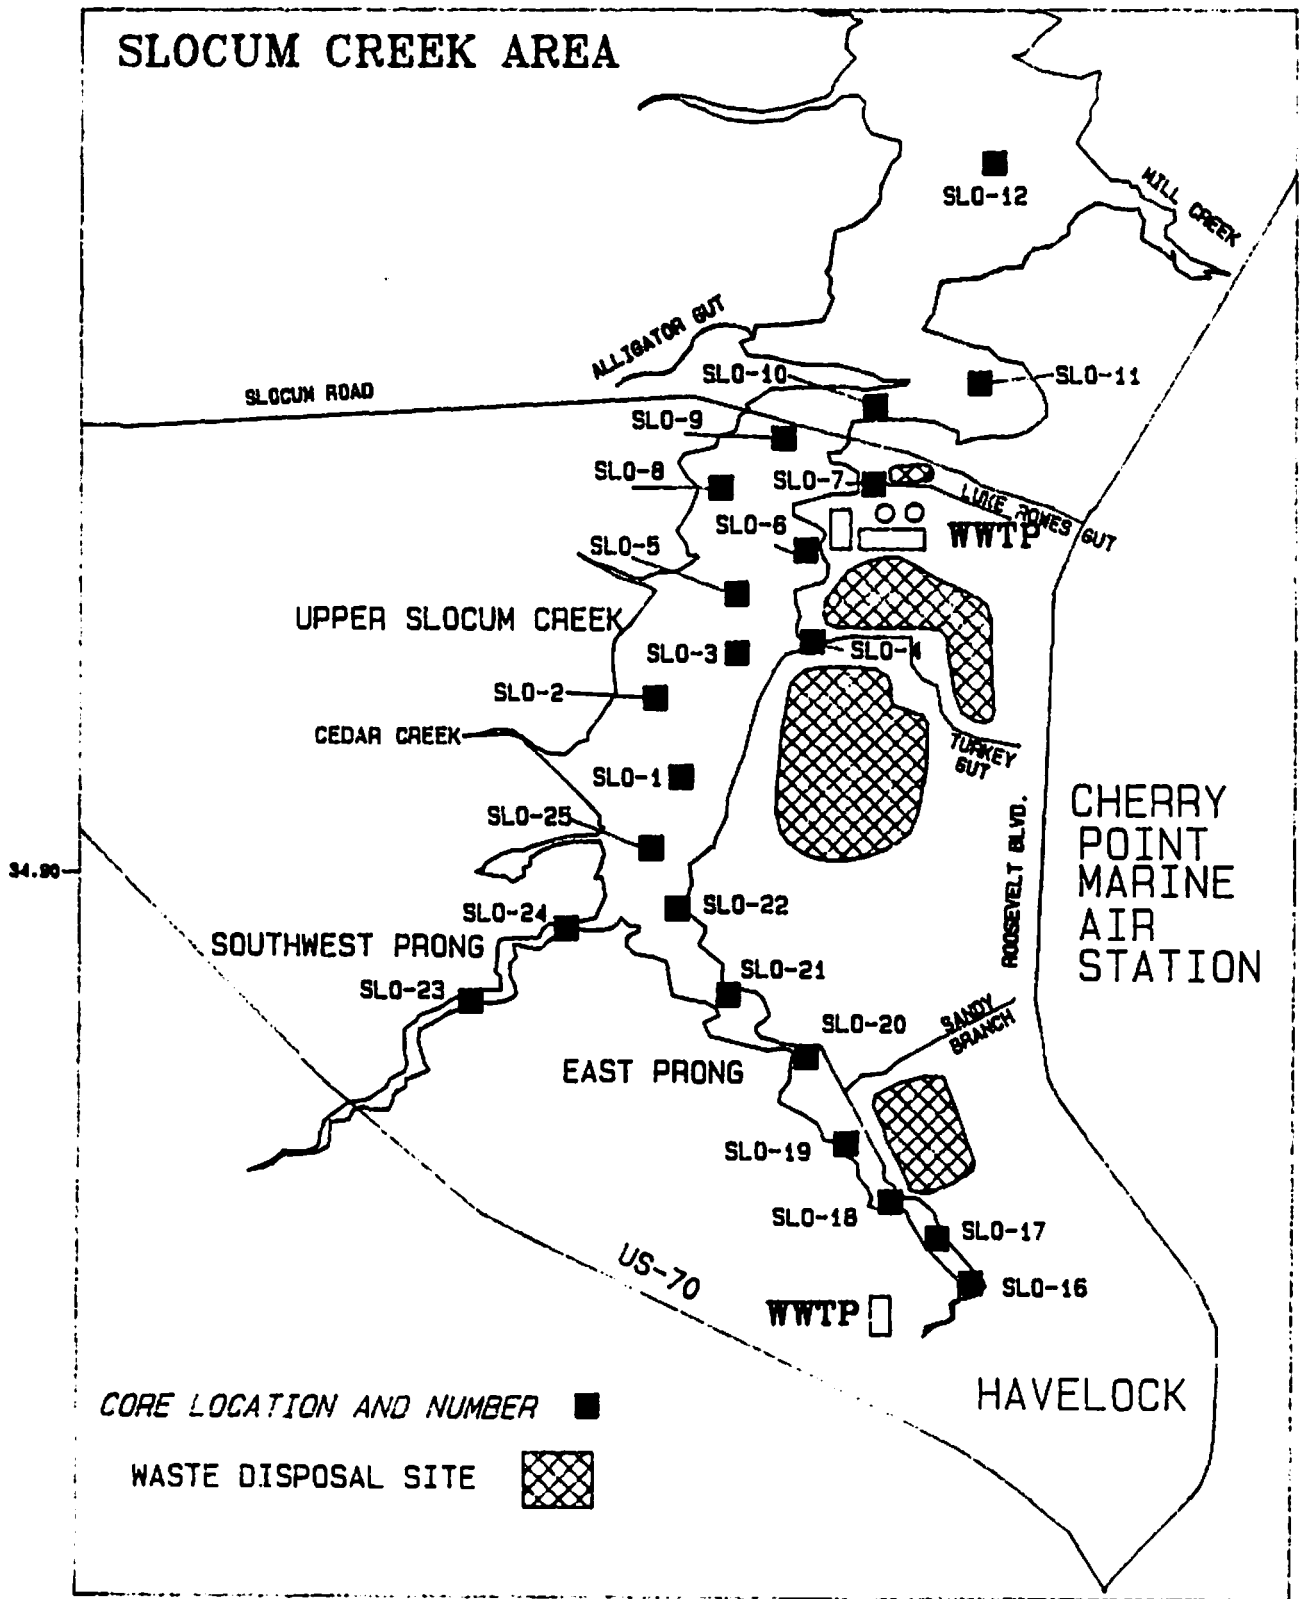 SLOCUM CREEK AREA
MILL CREEK
SLO-12
ALLIGATOR GUT
SLO-10
SLO-11
SLOCUM ROAD
SLO-9
SLO-8
SLO-7
LUKE ROWES GUT
SLO-6
WWTP
SLO-5
UPPER SLOCUM CREEK
SLO-3
SLO-4
SLO-2
CEDAR CREEK
TURKEY
GUT
SLO-1
CHERRY
POINT
MARINE
AIR
STATION
ROOSEVELT BLVD.
SLO-25
34.90
SLO-22
SLO-24
SOUTHWEST PRONG
SLO-21
SLO-23
SANDY
BRANCH
SLO-20
EAST PRONG
SLO-19
SLO-18
SLO-17
US-70
SLO-16
WWTP
HAVELOCK
CORE LOCATION AND NUMBER
WASTE DISPOSAL SITE